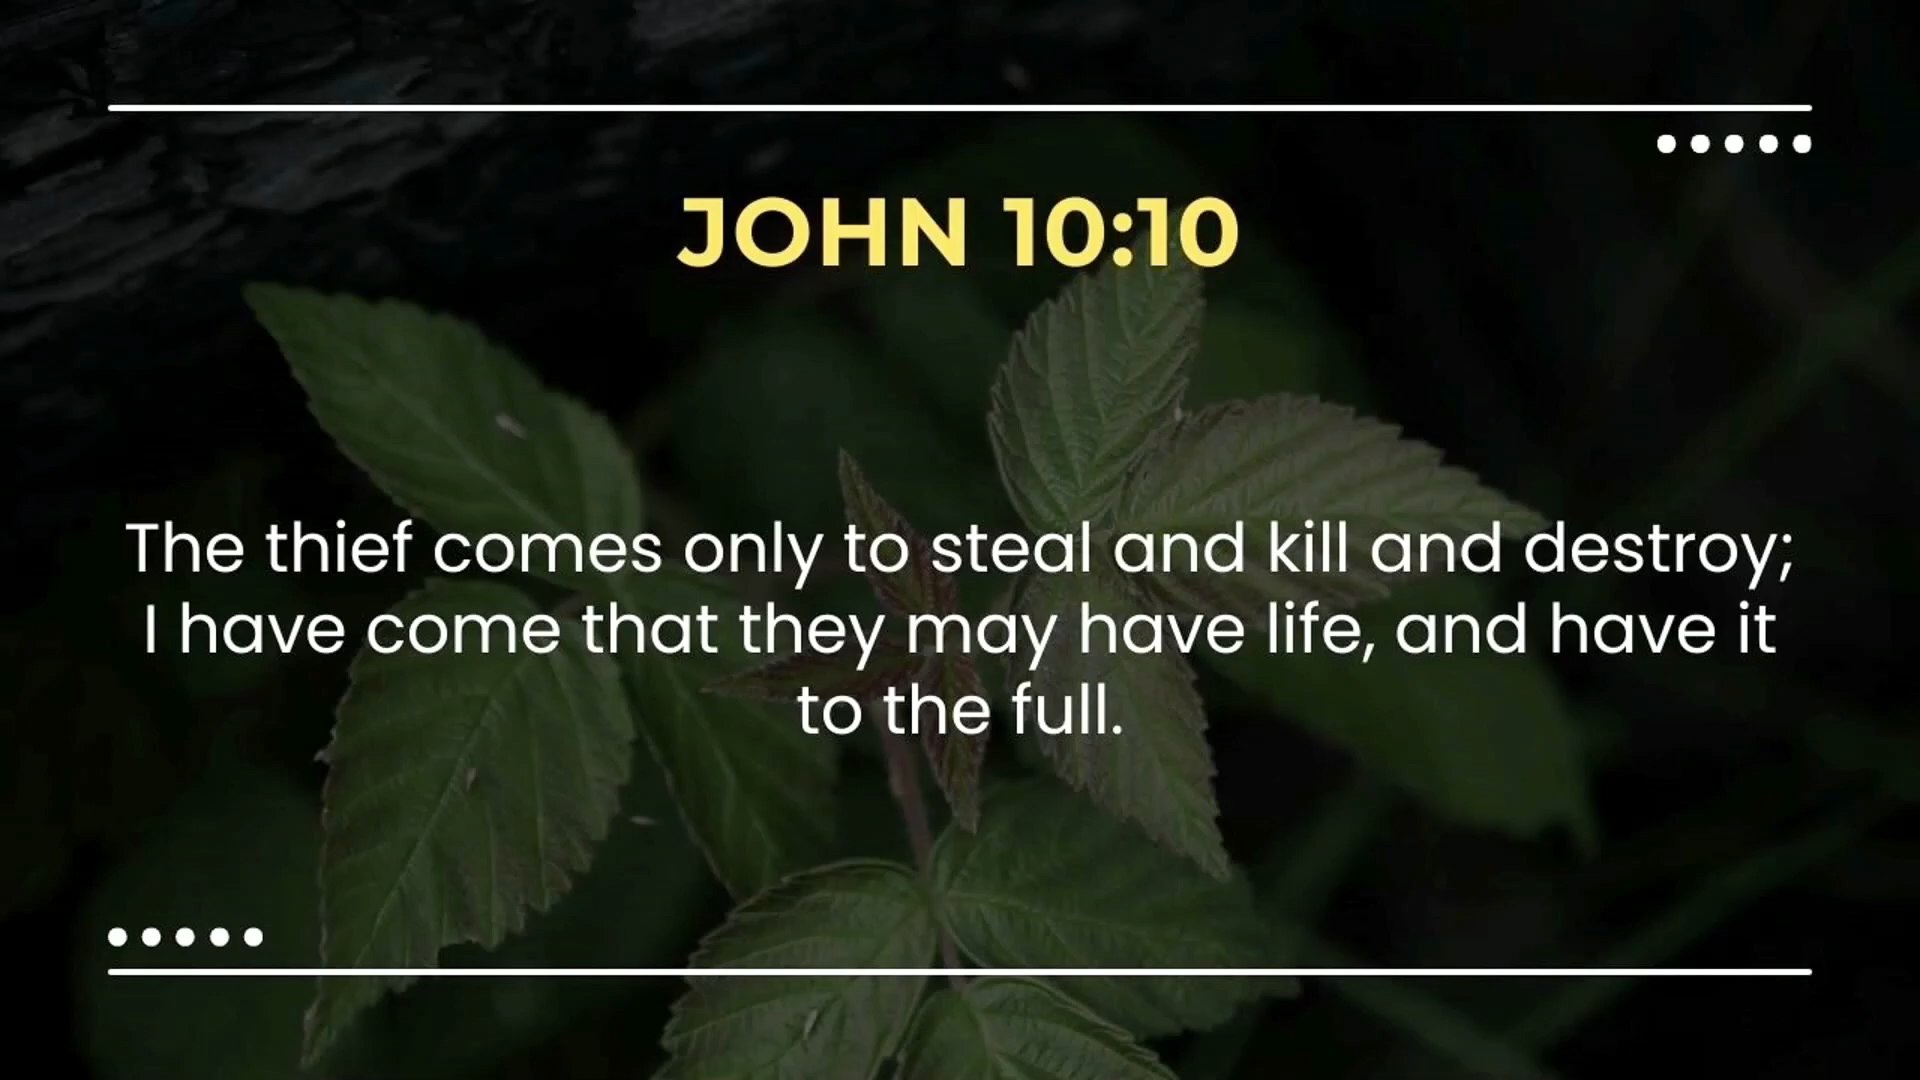 JOHN 10:10
The thief comes only to steal and kill and destroy;
I have come that they may have life, and have it
to the full.